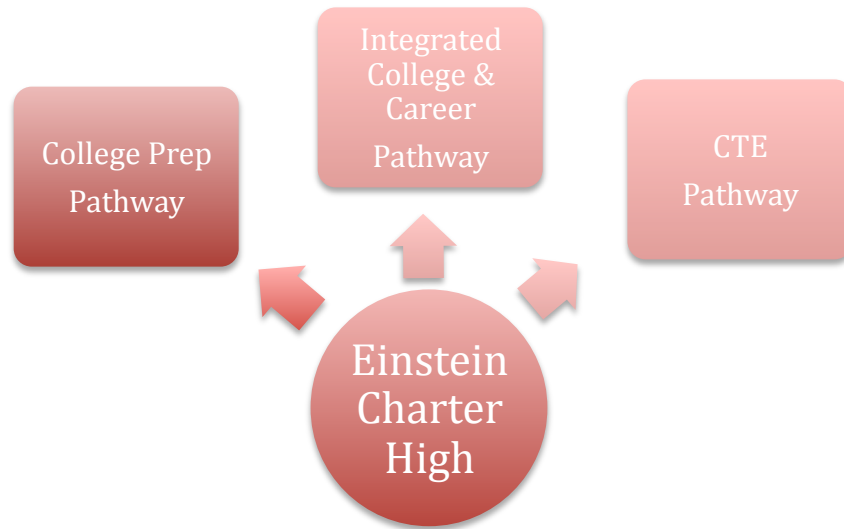 College Prep
Pathway
Integrated
College &
Career
Pathway
CTE
Pathway
Einstein
Charter
High